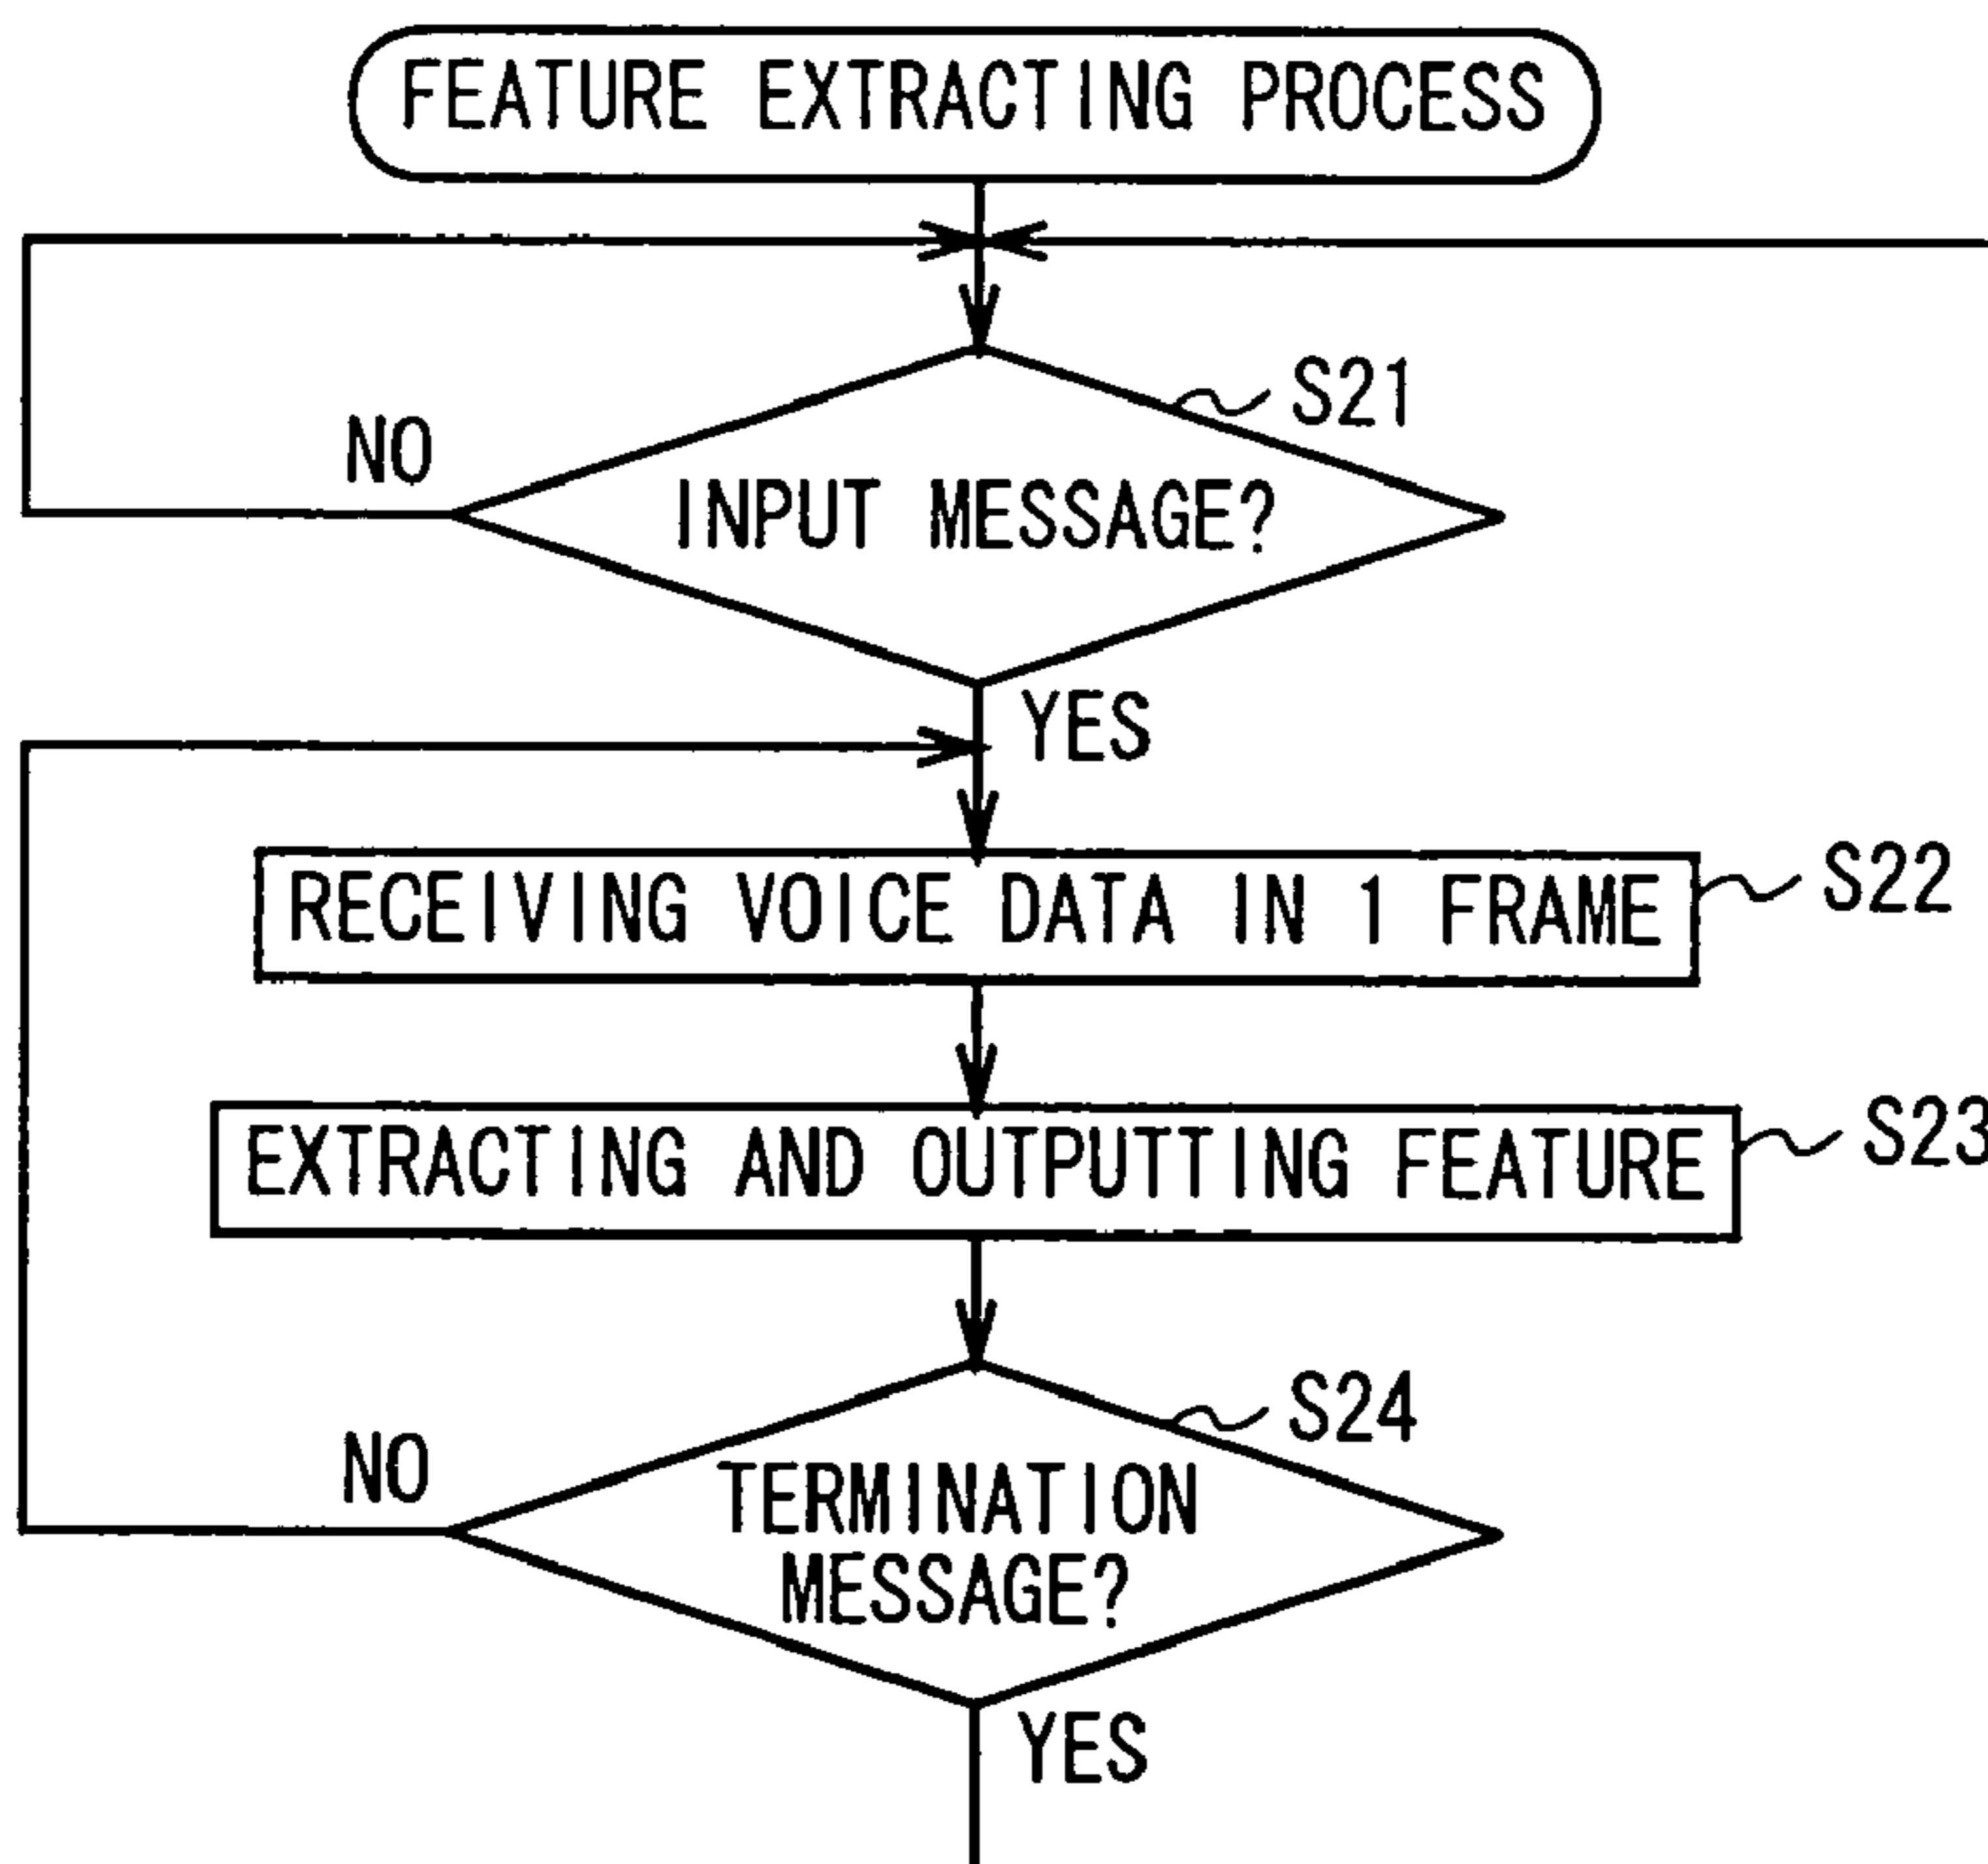 FEATURE EXTRACTING PROCESS
S21
NO
INPUT MESSAGE?
YES
RECEIVING VOICE DATA IN 1 FRAME
S22
EXTRACTING AND OUTPUTTING FEATURE
S23
S24
NO
TERMINATION
MESSAGE?
YES